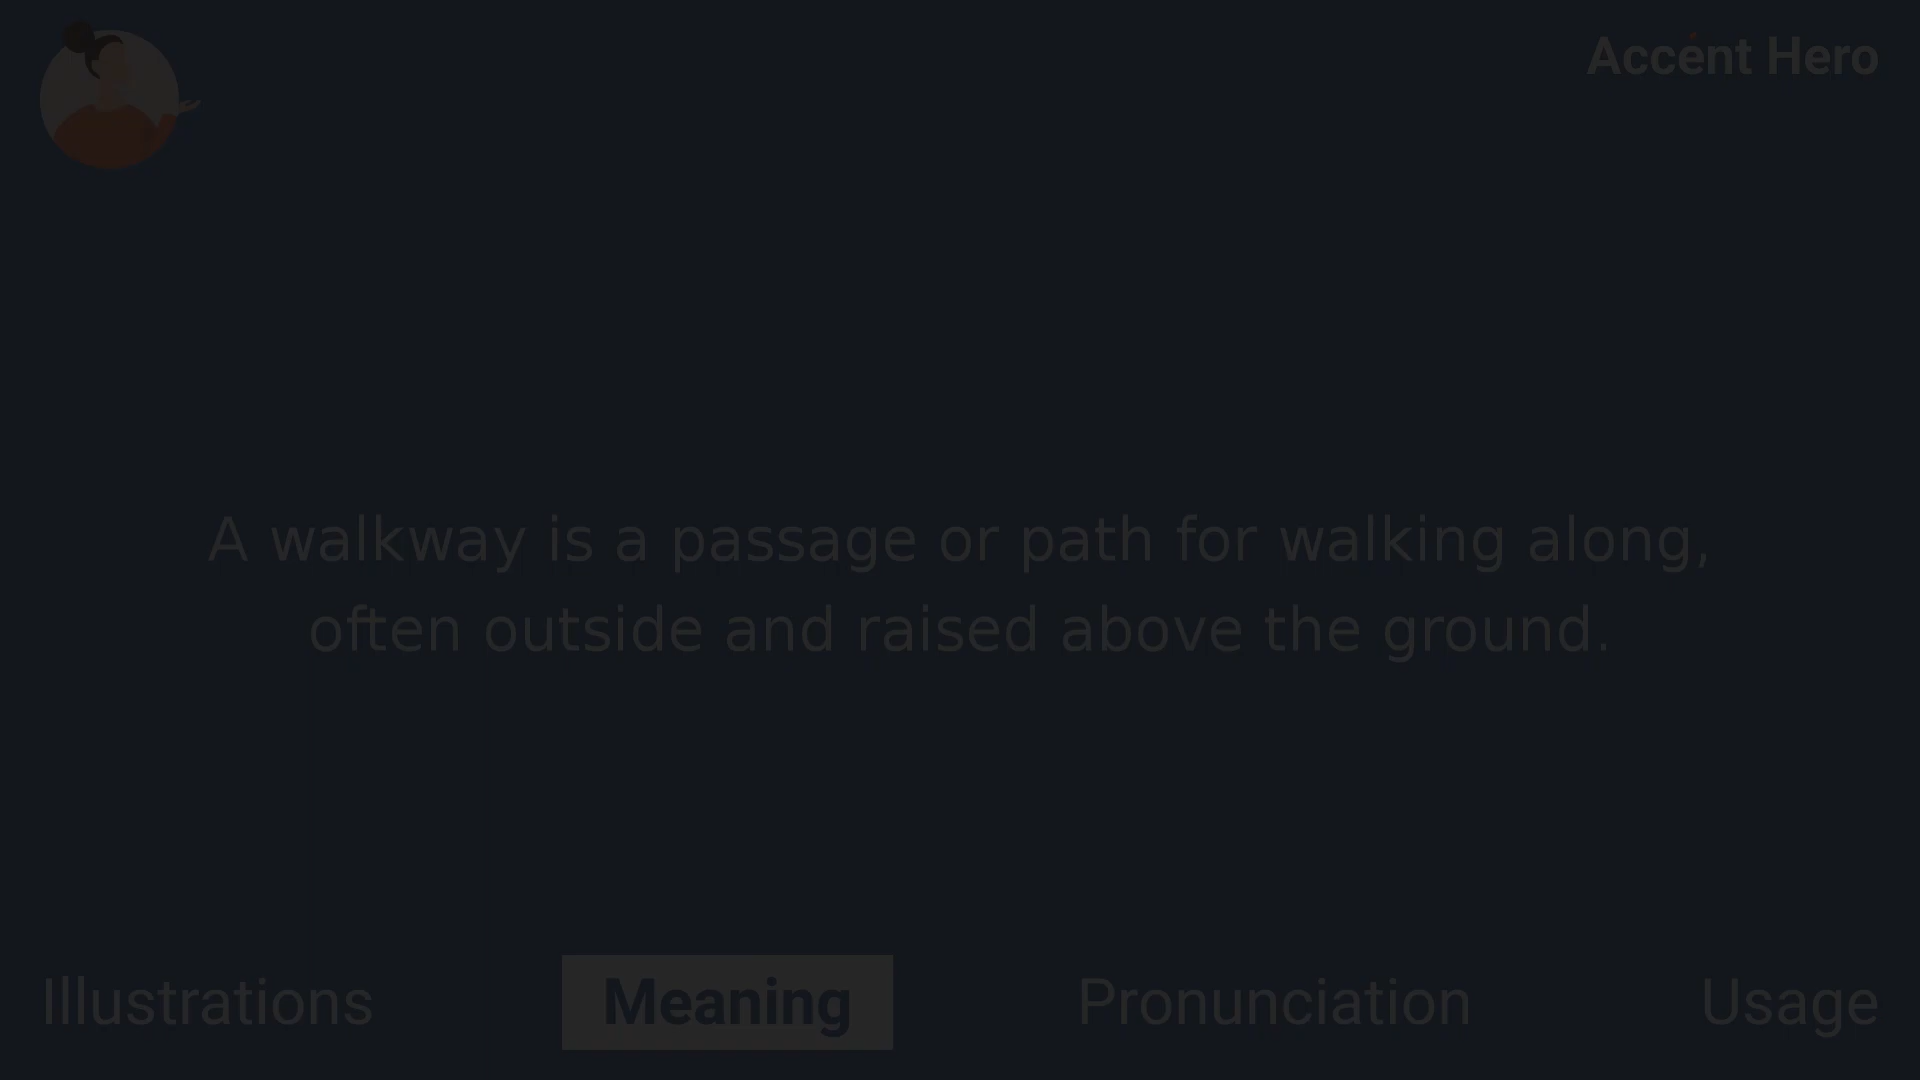 Accent Hero
A walkway is a passage or path for walking along,
often outside and raised above the ground.
Illustrations
Meaning
Pronunciation
Usage